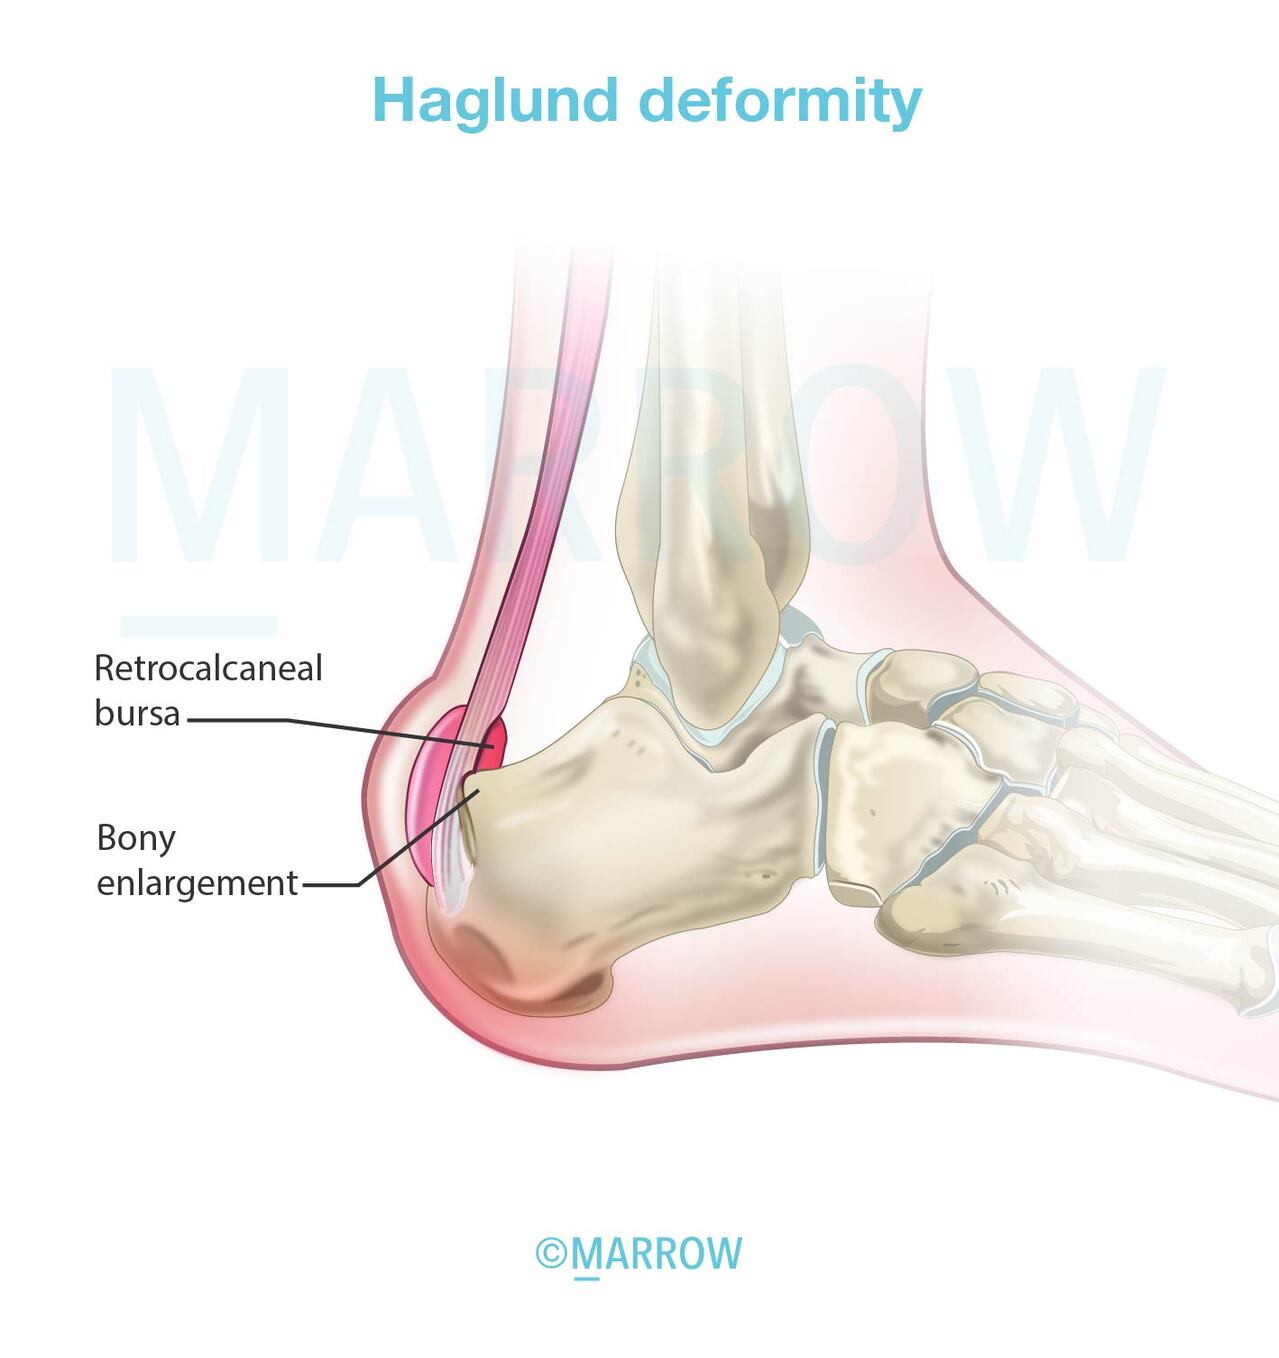 Haglund deformity
MARROW
Retrocalcaneal
bursa
Bony
enlargement
©MARROW